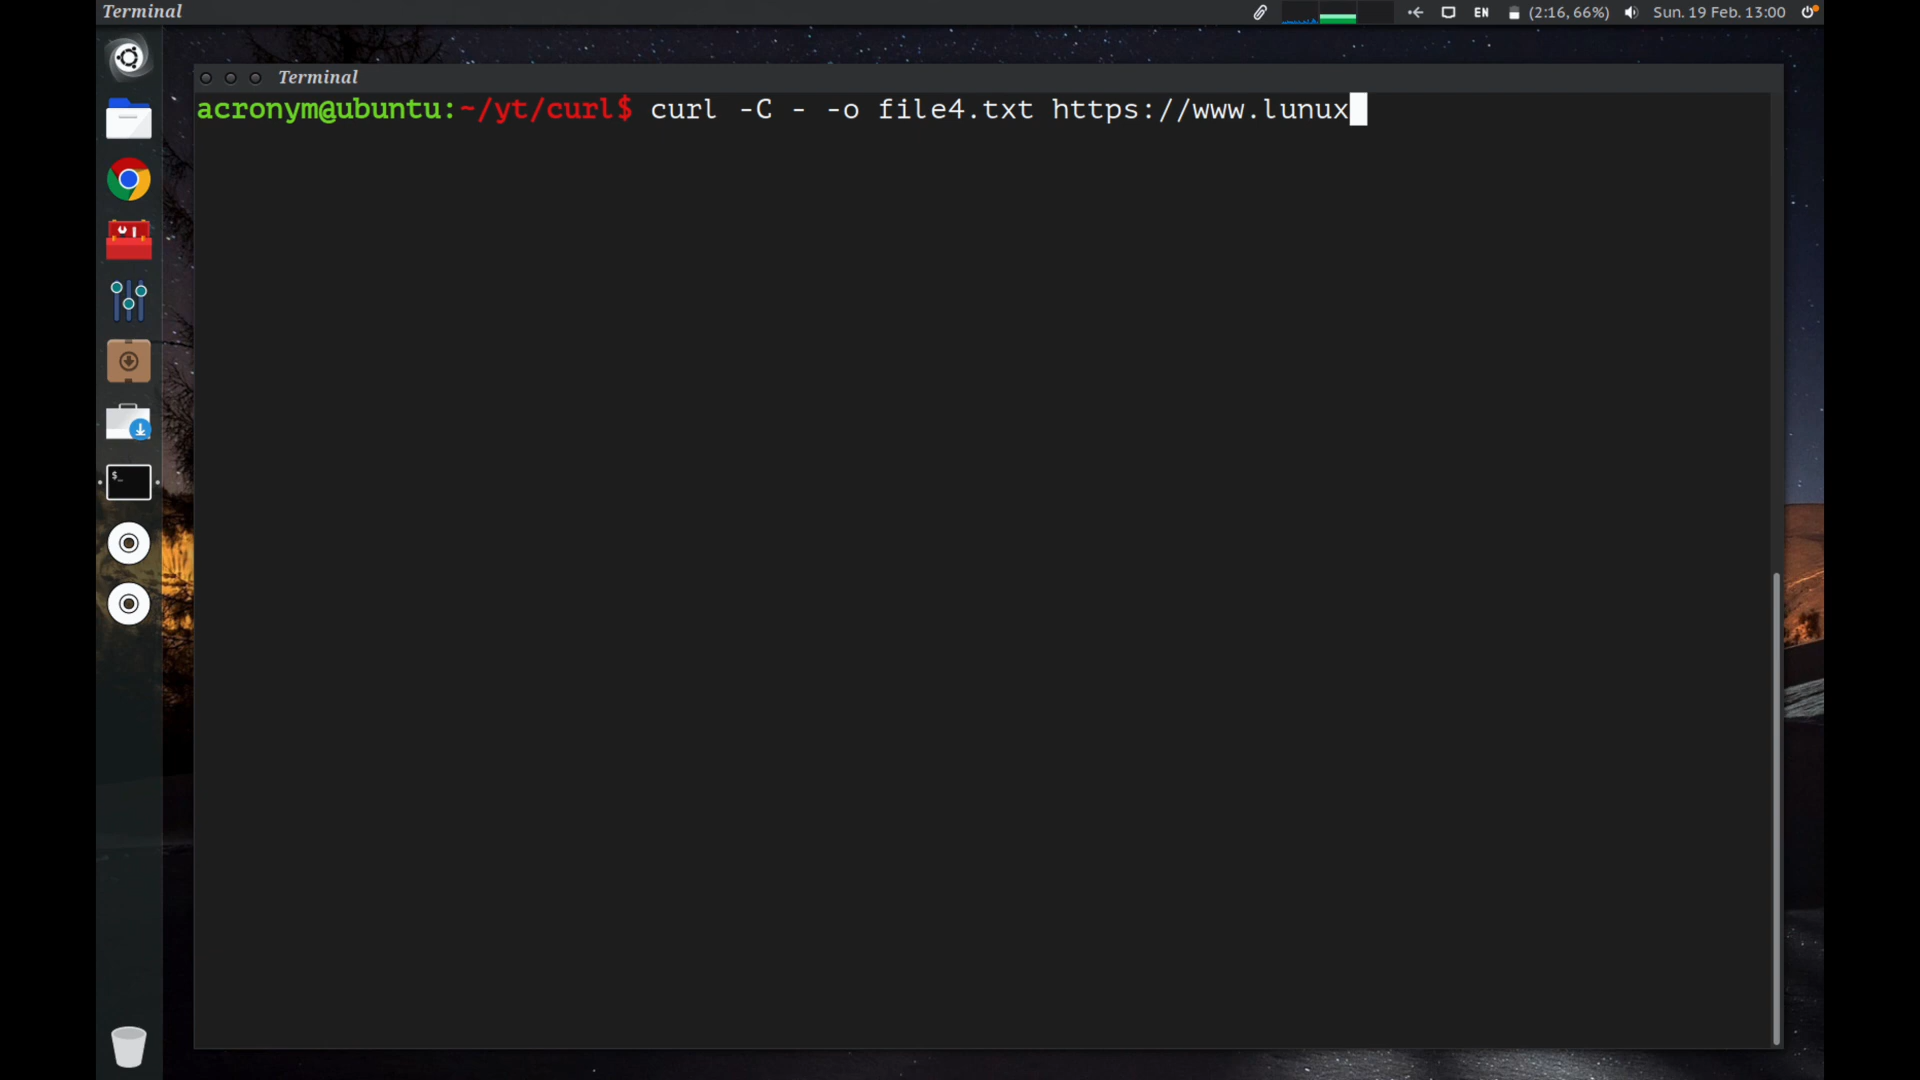 Terminal
EN (2:16, 66%) Sun. 19 Feb. 13:00
Terminal
acronym@ubuntu:~/yt/curl$ curl -C - -o file4.txt https://www.lunux
$_